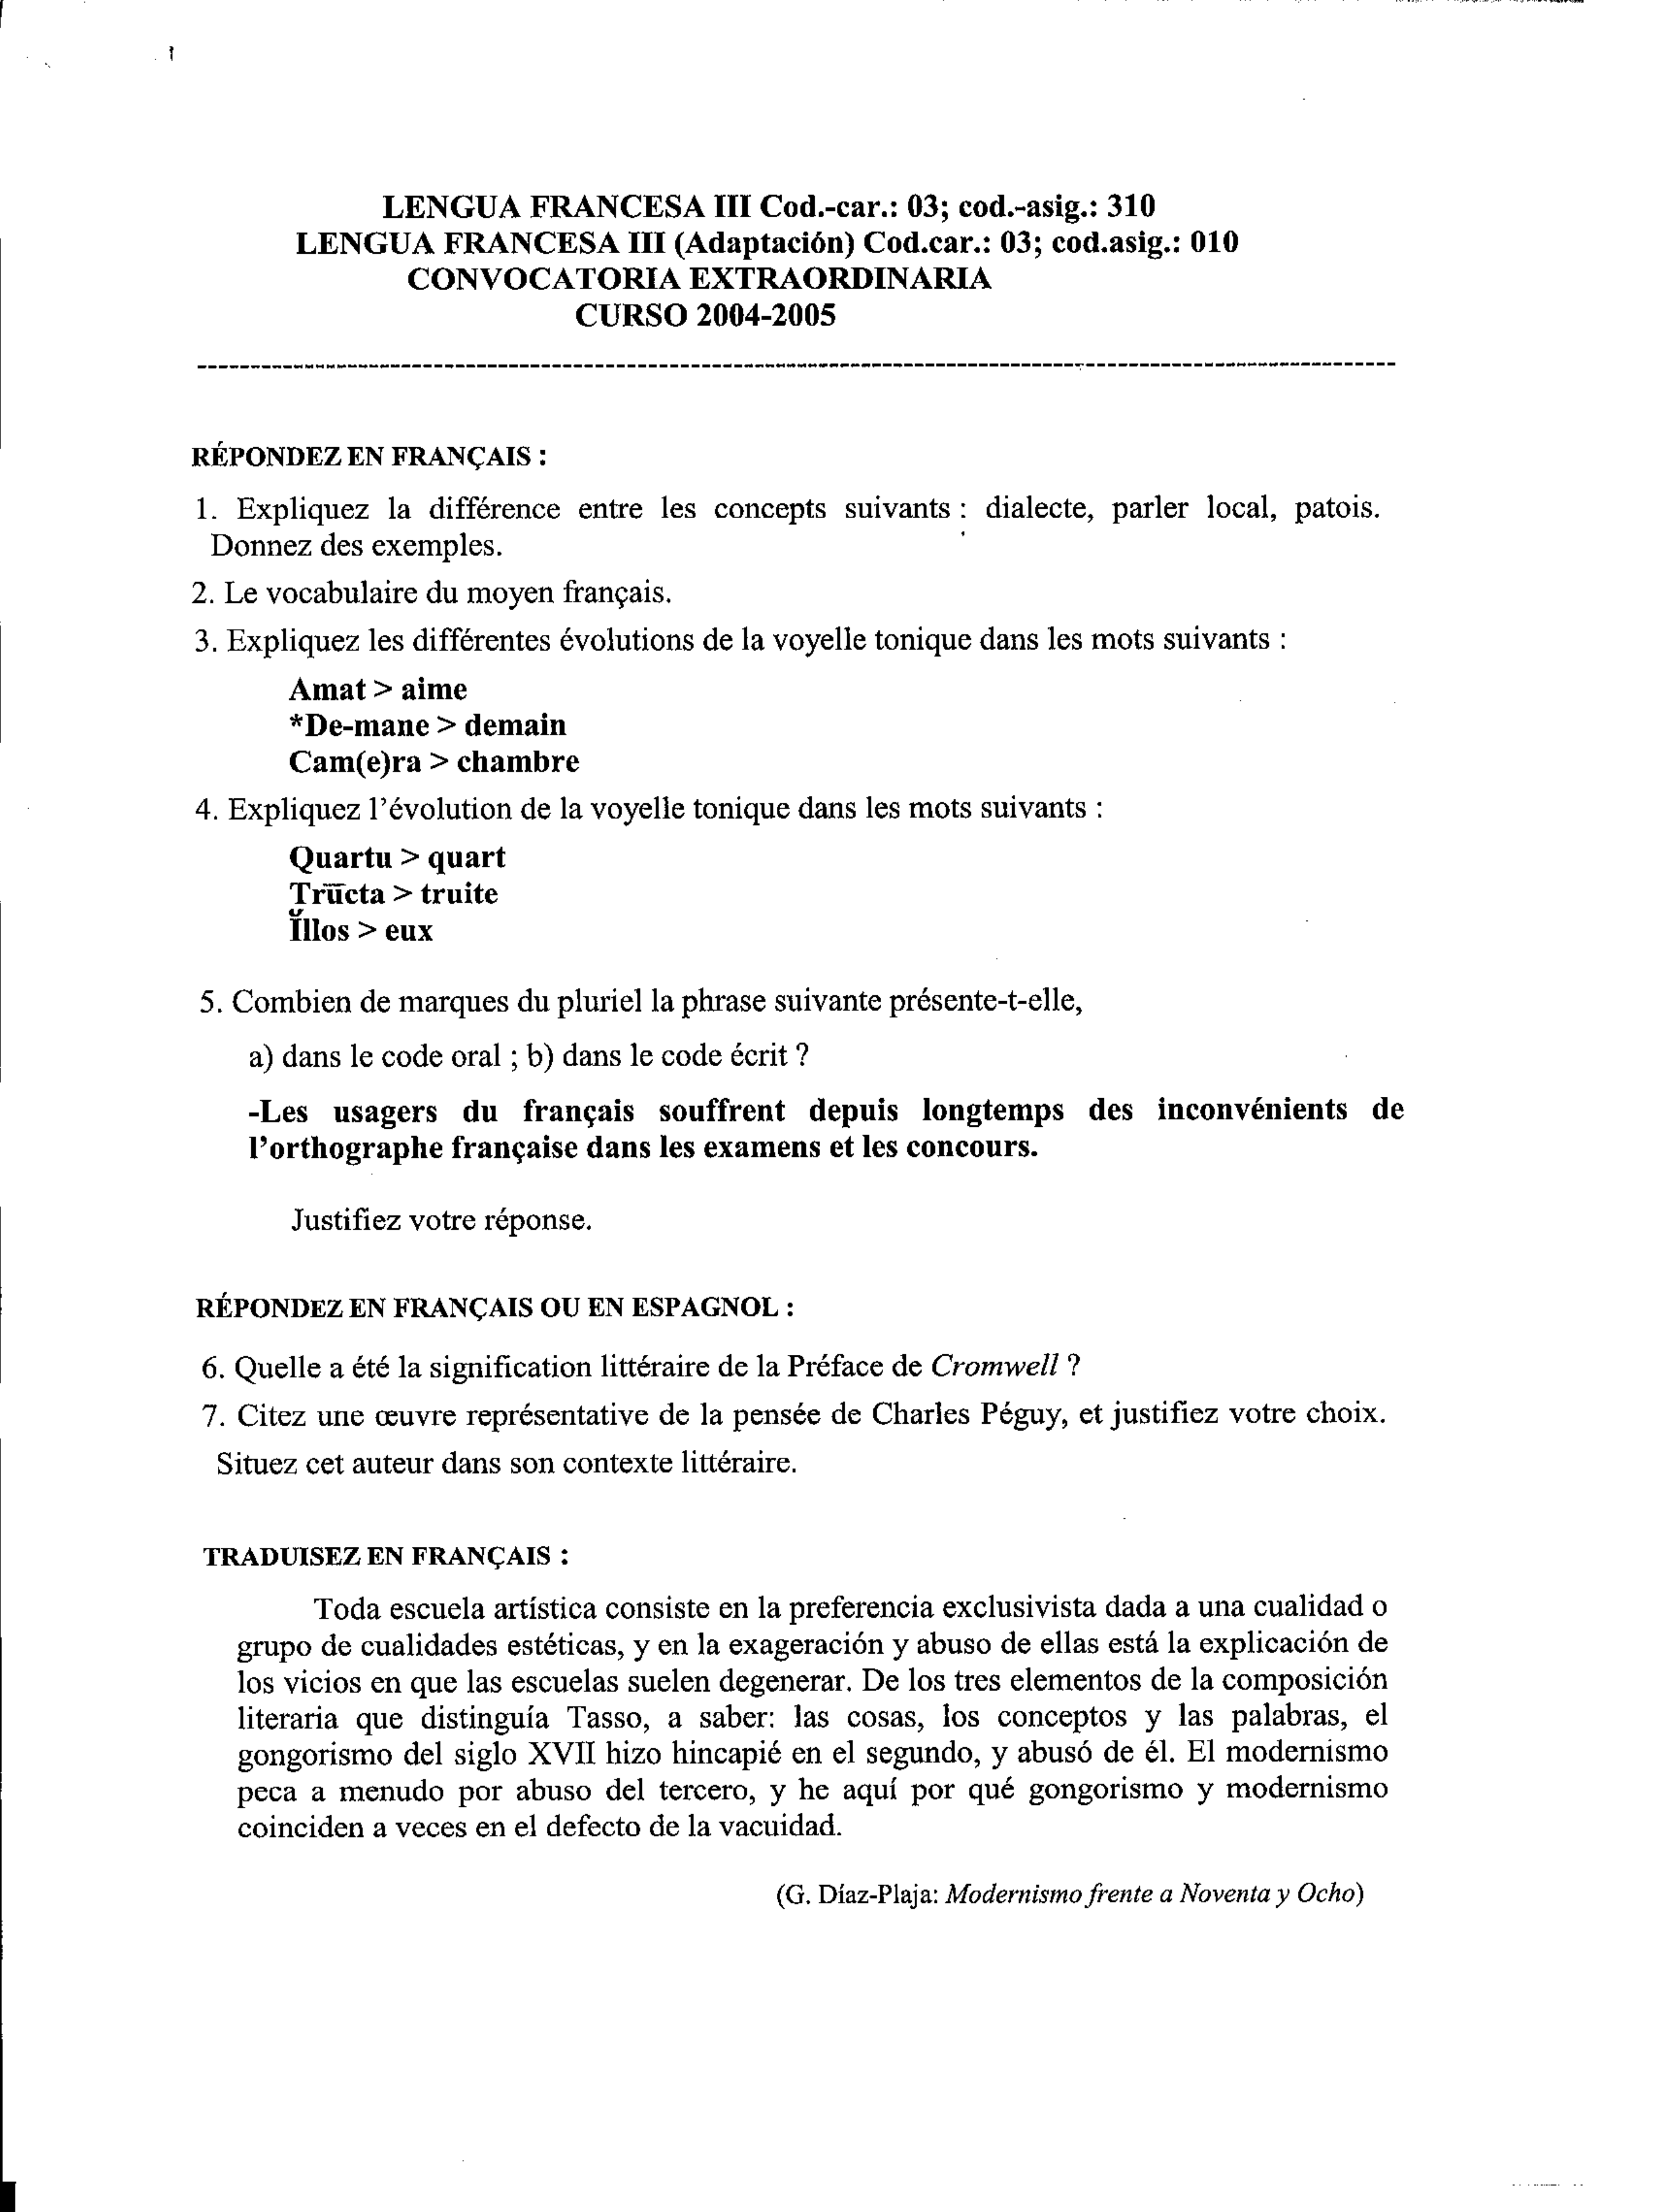 LENGUA FRANCESA III Cod.-car.: 03; cod.-asig.: 310
LENGUA FRANCESA III (Adaptación) Cod.car.: 03; cod.asig.: 010
CONVOCATORIA EXTRAORDINARIA
CURSO 2004-2005
RÉPONDEZ EN FRANÇAIS :
1. Expliquez la différence entre les concepts suivants : dialecte, parler local, patois.
Donnez des exemples.
2. Le vocabulaire du moyen français.
3. Expliquez les différentes évolutions de la voyelle tonique dans les mots suivants :
Amat > aime
*De-mane > demain
Cam(e)ra > chambre
4. Expliquez l'évolution de la voyelle tonique dans les mots suivants :
Quartu > quart
Trūcta > truite
Ĭllos > eux
5. Combien de marques du pluriel la phrase suivante présente-t-elle,
a) dans le code oral ; b) dans le code écrit ?
-Les usagers du français souffrent depuis longtemps des inconvénients de
l'orthographe française dans les examens et les concours.
Justifiez votre réponse.
RÉPONDEZ EN FRANÇAIS OU EN ESPAGNOL :
6. Quelle a été la signification littéraire de la Préface de Cromwell ?
7. Citez une œuvre représentative de la pensée de Charles Péguy, et justifiez votre choix.
Situez cet auteur dans son contexte littéraire.
TRADUISEZ EN FRANÇAIS :
Toda escuela artística consiste en la preferencia exclusivista dada a una cualidad o
grupo de cualidades estéticas, y en la exageración y abuso de ellas está la explicación de
los vicios en que las escuelas suelen degenerar. De los tres elementos de la composición
literaria que distinguía Tasso, a saber: las cosas, los conceptos y las palabras, el
gongorismo del siglo XVII hizo hincapié en el segundo, y abusó de él. El modernismo
peca a menudo por abuso del tercero, y he aquí por qué gongorismo y modernismo
coinciden a veces en el defecto de la vacuidad.
(G. Díaz-Plaja: Modernismo frente a Noventa y Ocho)